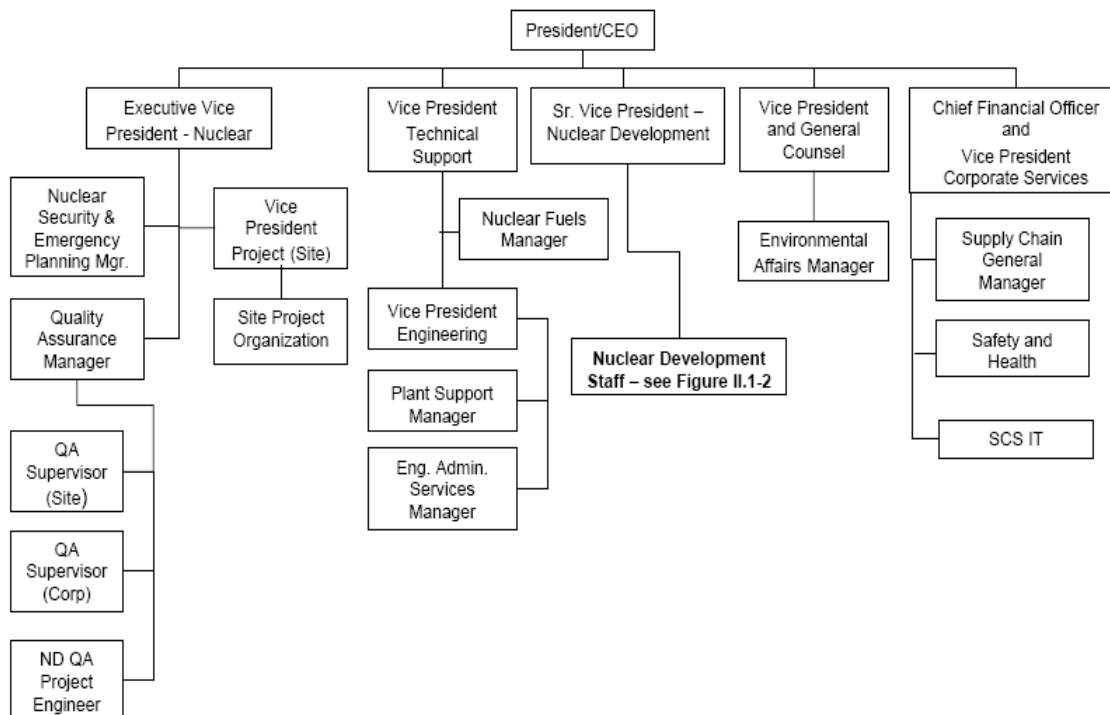 President/CEO
Executive Vice
President - Nuclear
Vice President
Technical
Support
Sr. Vice President –
Nuclear Development
Vice President
and General
Counsel
Chief Financial Officer
and
Vice President
Corporate Services
Nuclear
Security &
Emergency
Planning Mgr.
Vice
President
Project (Site)
Nuclear Fuels
Manager
Environmental
Affairs Manager
Supply Chain
General
Manager
Quality
Assurance
Manager
Site Project
Organization
Vice President
Engineering
Nuclear Development
Staff – see Figure II.1-2
Safety and
Health
Plant Support
Manager
SCS IT
QA
Supervisor
(Site)
Eng. Admin.
Services
Manager
QA
Supervisor
(Corp)
ND QA
Project
Engineer